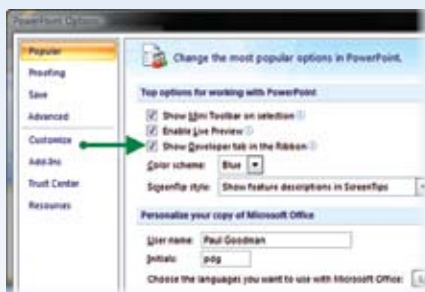 PowerPoint Options
Popular
Proofing
Save
Advanced
Customize
Add-Ins
Trust Center
Resources
Change the most popular options in PowerPoint.
Top options for working with PowerPoint
Show Mini Toolbar on selection
Enable Live Preview
Show Developer tab in the Ribbon
Color scheme: Blue
ScreenTip style: Show feature descriptions in ScreenTips
Personalize your copy of Microsoft Office
User name: Paul Goodman
Initials: pdg
Choose the languages you want to use with Microsoft Office: